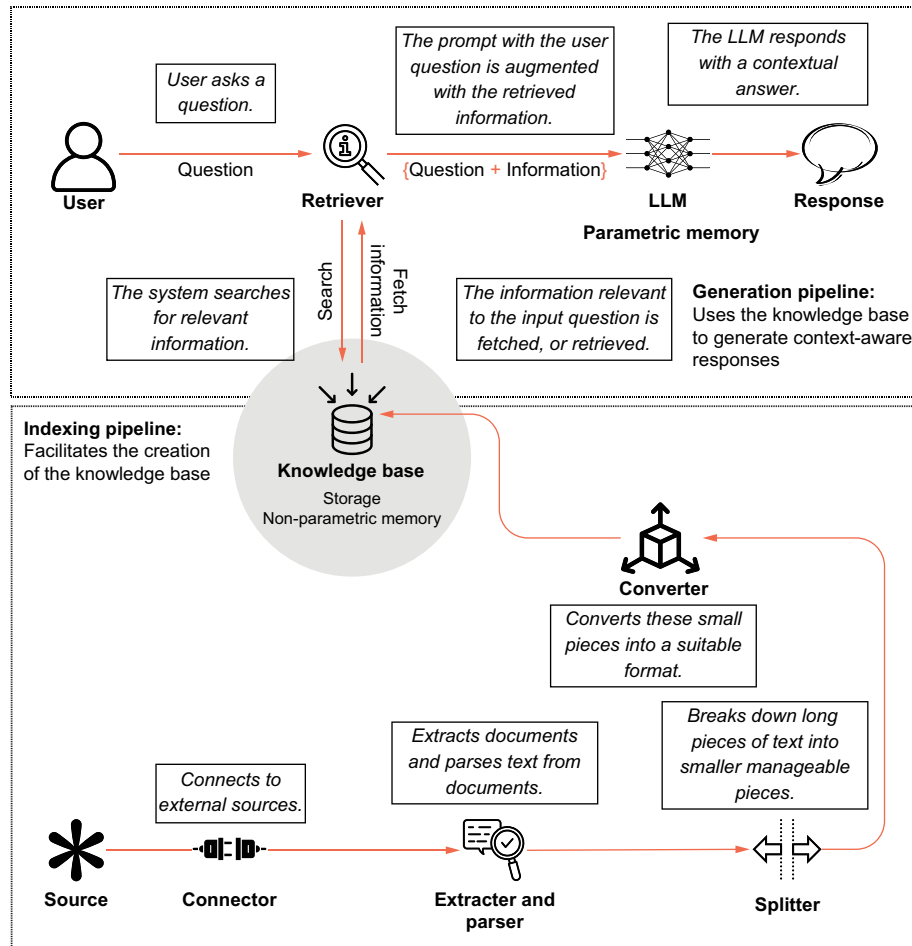 User asks a
question.
The prompt with the user
question is augmented
with the retrieved
information.
The LLM responds
with a contextual
answer.
Question
{Question + Information}
User
Retriever
LLM
Response
Parametric memory
The system searches
for relevant
information.
Search
Fetch
information
The information relevant
to the input question is
fetched, or retrieved.
Generation pipeline:
Uses the knowledge base
to generate context-aware
responses
Indexing pipeline:
Facilitates the creation
of the knowledge base
Knowledge base
Storage
Non-parametric memory
Converter
Converts these small
pieces into a suitable
format.
Connects to
external sources.
Extracts documents
and parses text from
documents.
Breaks down long
pieces of text into
smaller manageable
pieces.
Source
Connector
Extracter and
parser
Splitter